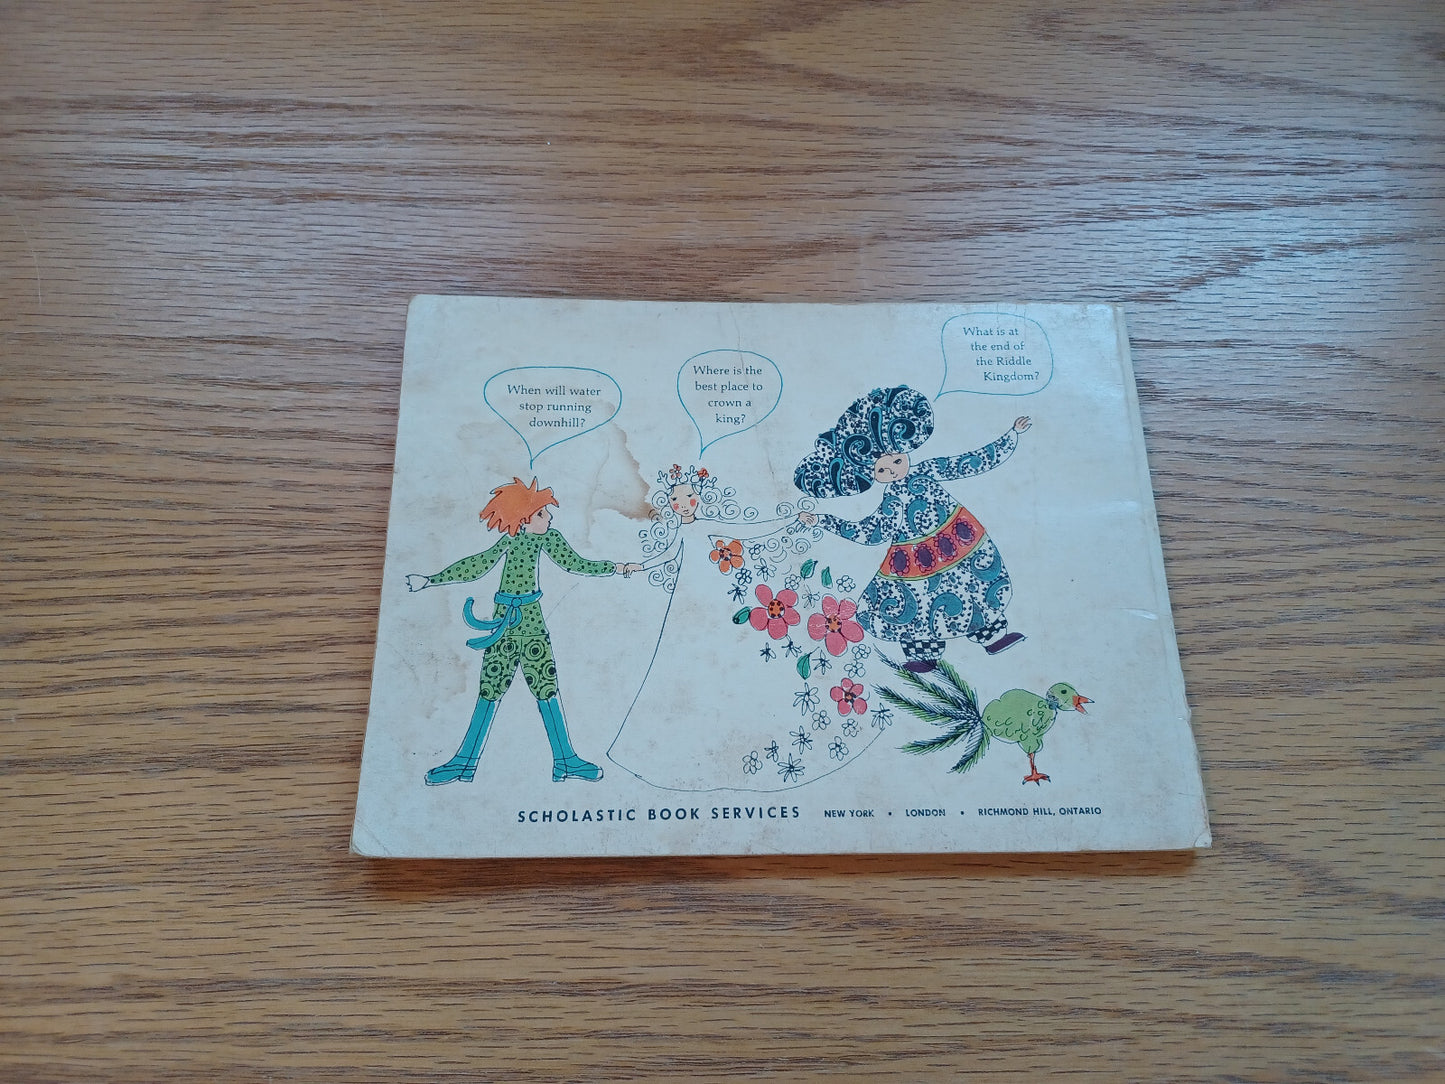 When will water
stop running
downhill?
Where is the
best place to
crown a
king?
What is at
the end of
the Riddle
Kingdom?
SCHOLASTIC BOOK SERVICES NEW YORK • LONDON • RICHMOND HILL, ONTARIO